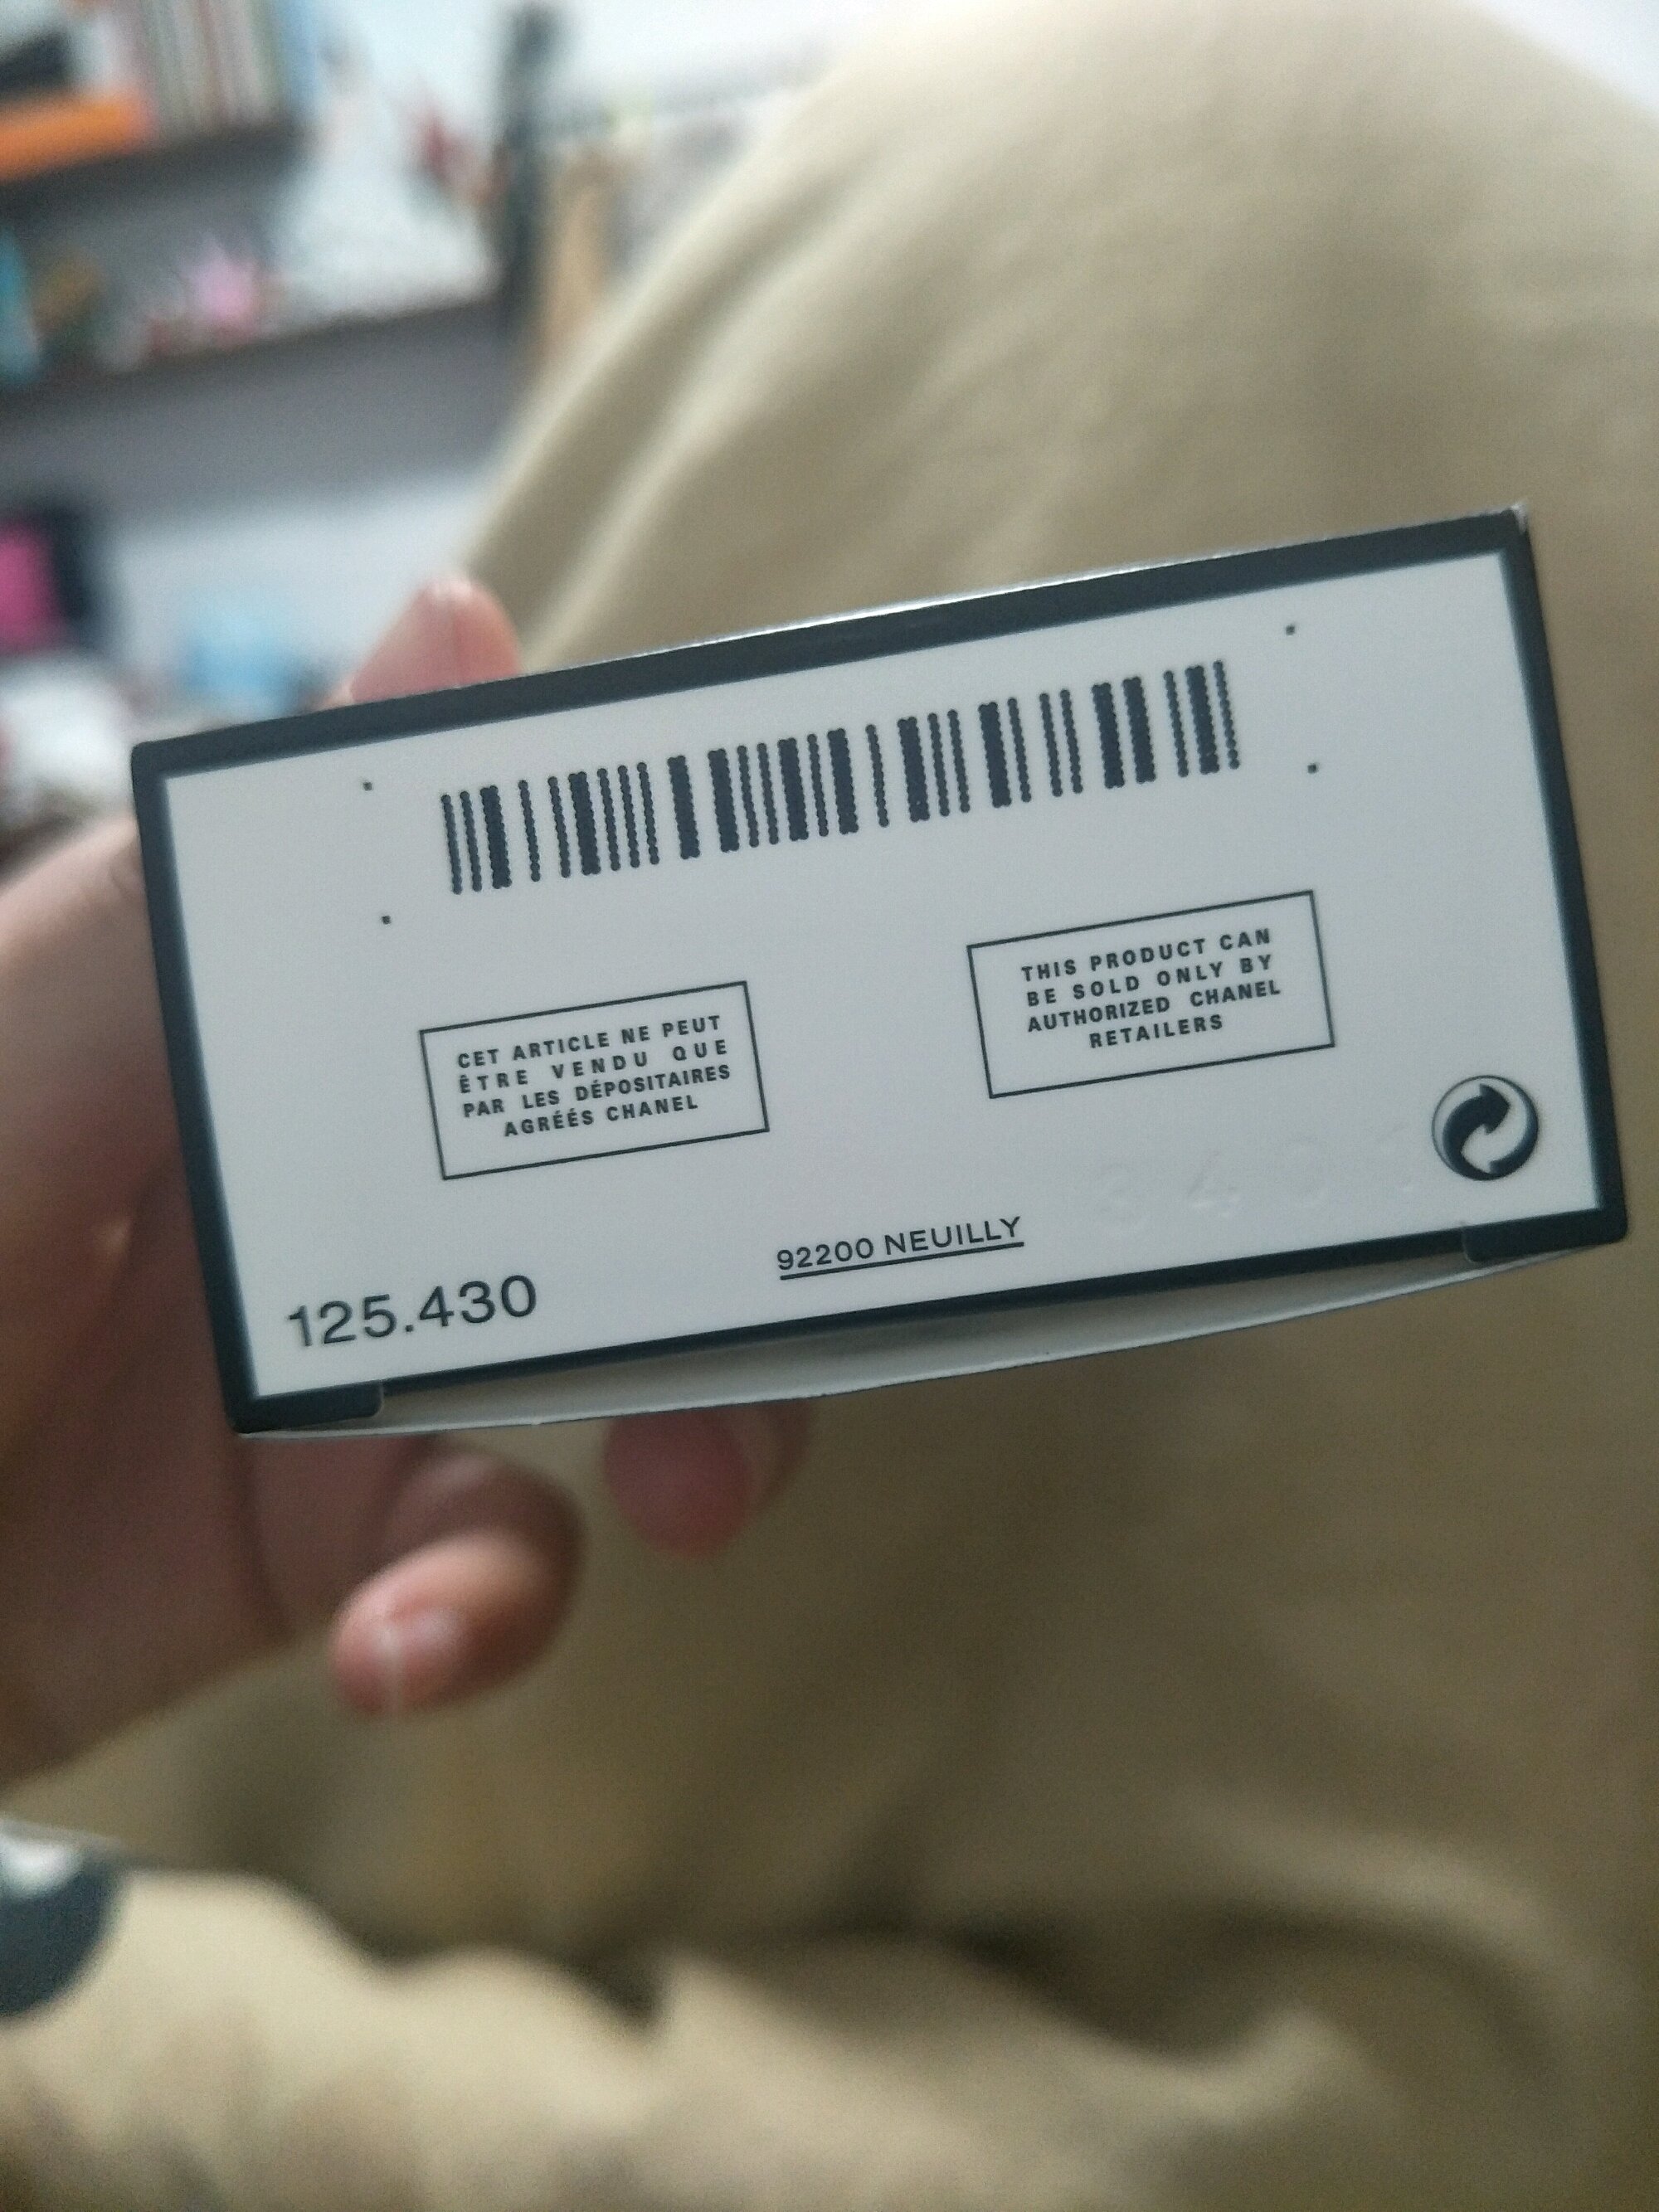 CET ARTICLE NE PEUT
ÊTRE VENDU QUE
PAR LES DÉPOSITAIRES
AGRÉÉS CHANEL
THIS PRODUCT CAN
BE SOLD ONLY BY
AUTHORIZED CHANEL
RETAILERS
125.430
92200 NEUILLY